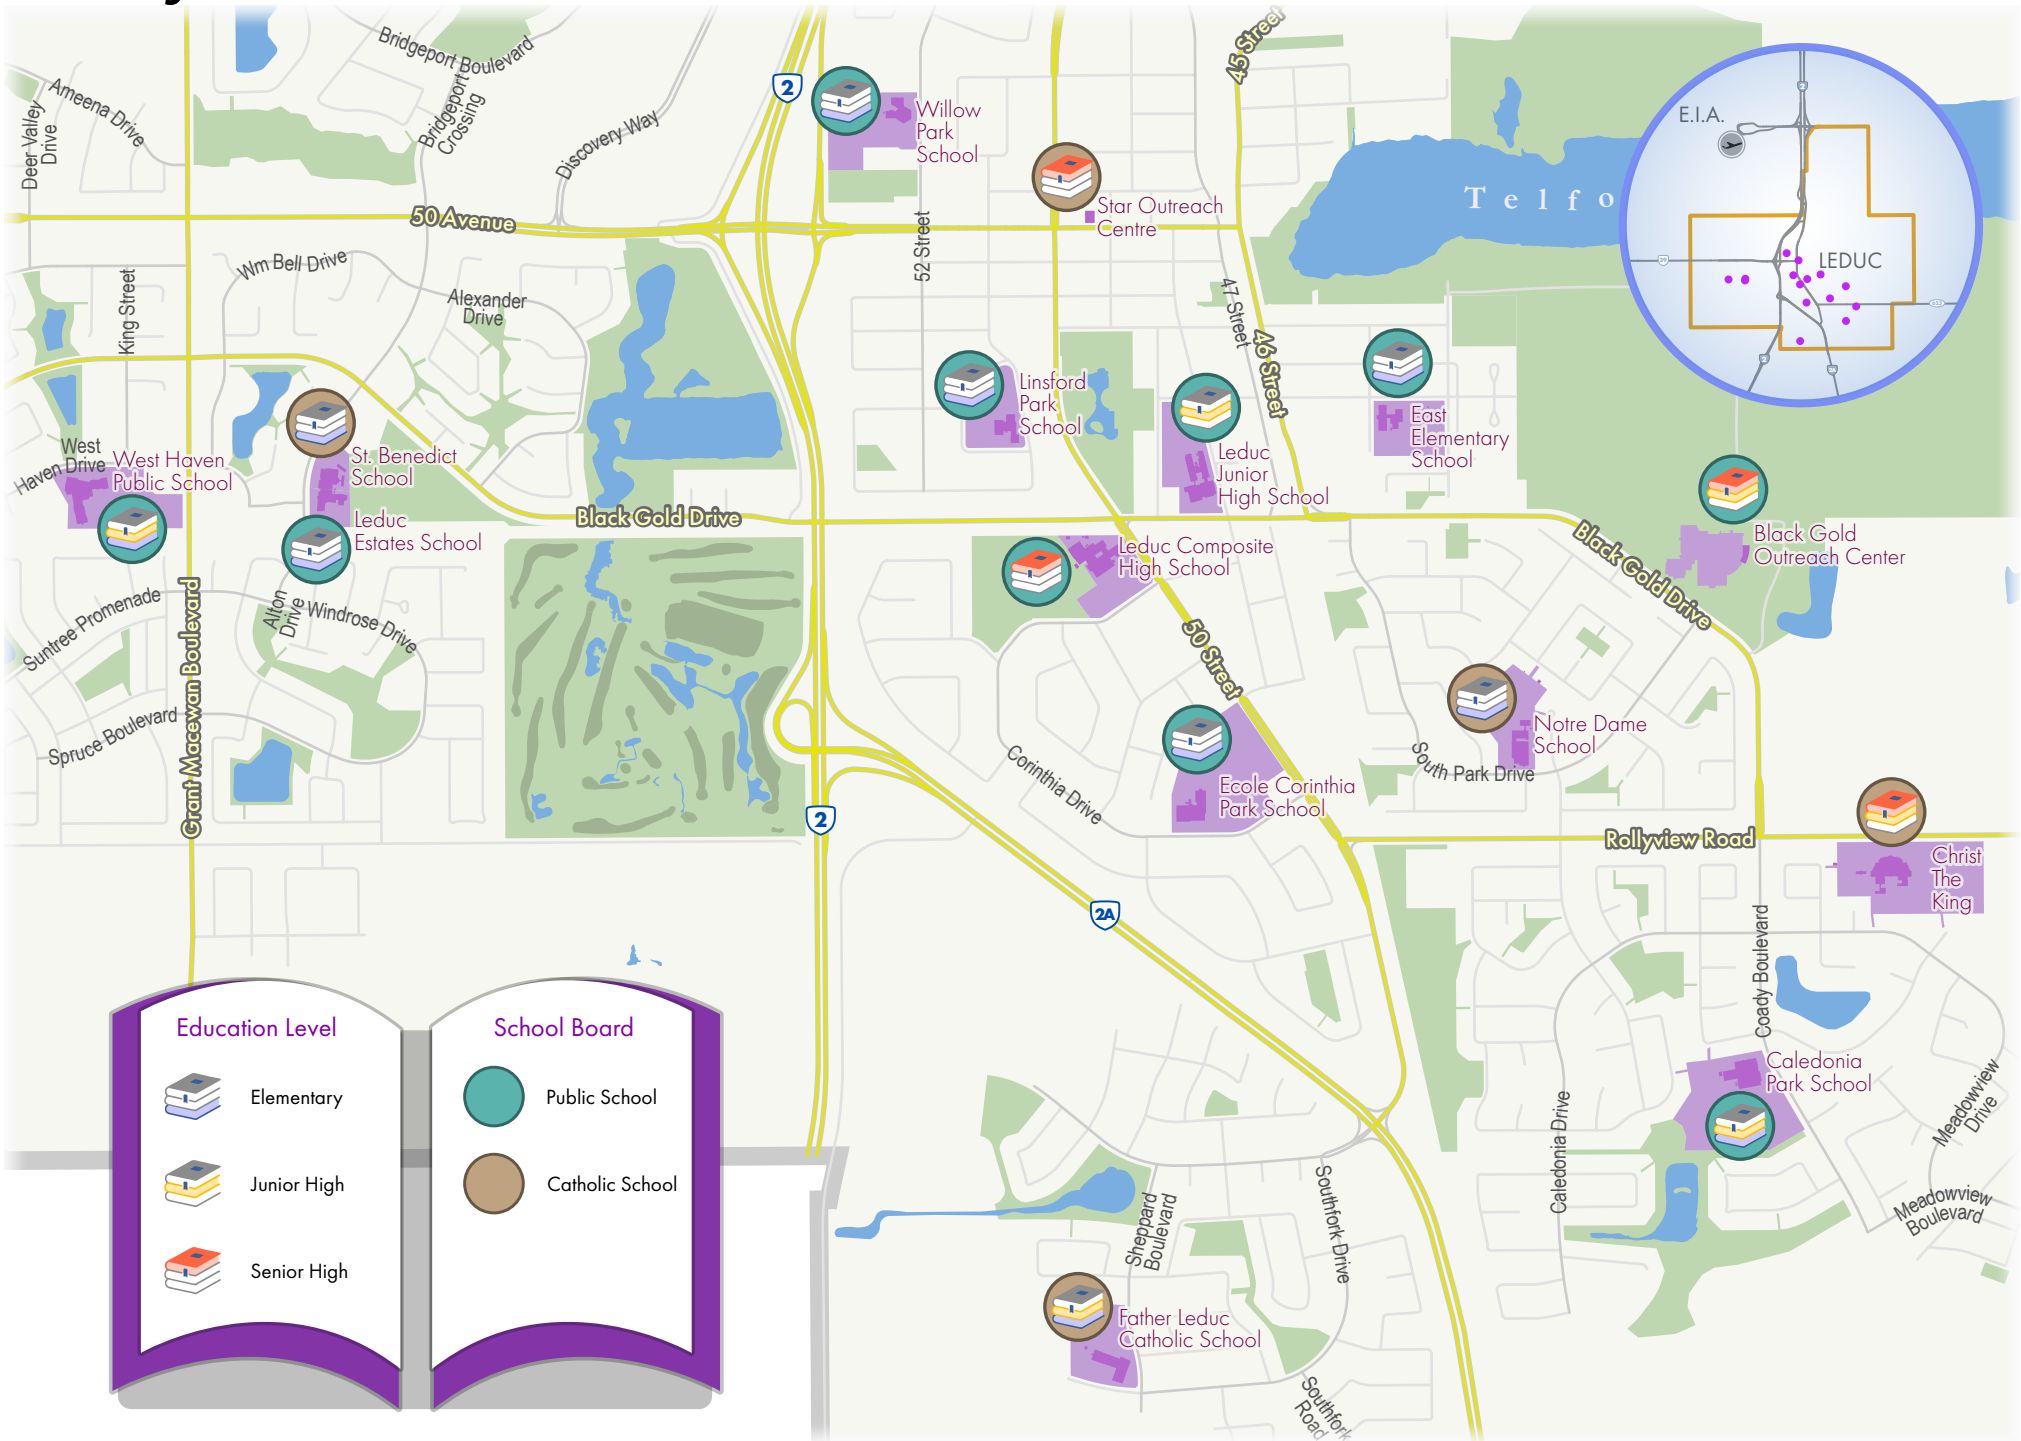 Bridgeport Boulevard
Ameena Drive
Deer Valley
Drive
Bridgeport
Crossing
Discovery Way
2
Willow
Park
School
45 Street
E.I.A.
LEDUC
Telfo
Star Outreach
Centre
50 Avenue
52 Street
Wm Bell Drive
King Street
Alexander
Drive
47 Street
46 Street
Linsford
Park
School
Leduc
Junior
High School
East
Elementary
School
West
Haven Drive
West Haven
Public School
St. Benedict
School
Leduc
Estates School
Black Gold Drive
Leduc Composite
High School
Black Gold
Outreach Center
Black Gold Drive
Suntree Promenade
Alton
Drive
Windrose Drive
Grant Macewan Boulevard
Spruce Boulevard
50 Street
Notre Dame
School
South Park Drive
Corinthia Drive
Ecole Corinthia
Park School
2
Rollyview Road
Christ
The
King
2A
Coady Boulevard
Education Level
Elementary
Junior High
Senior High
School Board
Public School
Catholic School
Caledonia
Park School
Caledonia Drive
Meadowview
Drive
Meadowview
Boulevard
Sheppard
Boulevard
Southfork Drive
Father Leduc
Catholic School
Southfork
Road